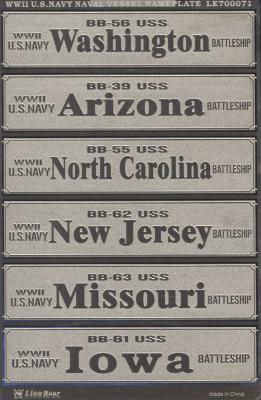 WWII U.S.NAVY NAVAL VESSEL NAMEPLATE LE700071
BB-56 USS
WWII U.S.NAVY Washington BATTLESHIP
BB-39 USS
WWII U.S.NAVY Arizona BATTLESHIP
BB-55 USS
WWII U.S.NAVY North Carolina BATTLESHIP
BB-62 USS
WWII U.S.NAVY New Jersey BATTLESHIP
BB-63 USS
WWII U.S.NAVY Missouri BATTLESHIP
BB-61 USS
WWII U.S.NAVY Iowa BATTLESHIP
Lion Roar Made in China